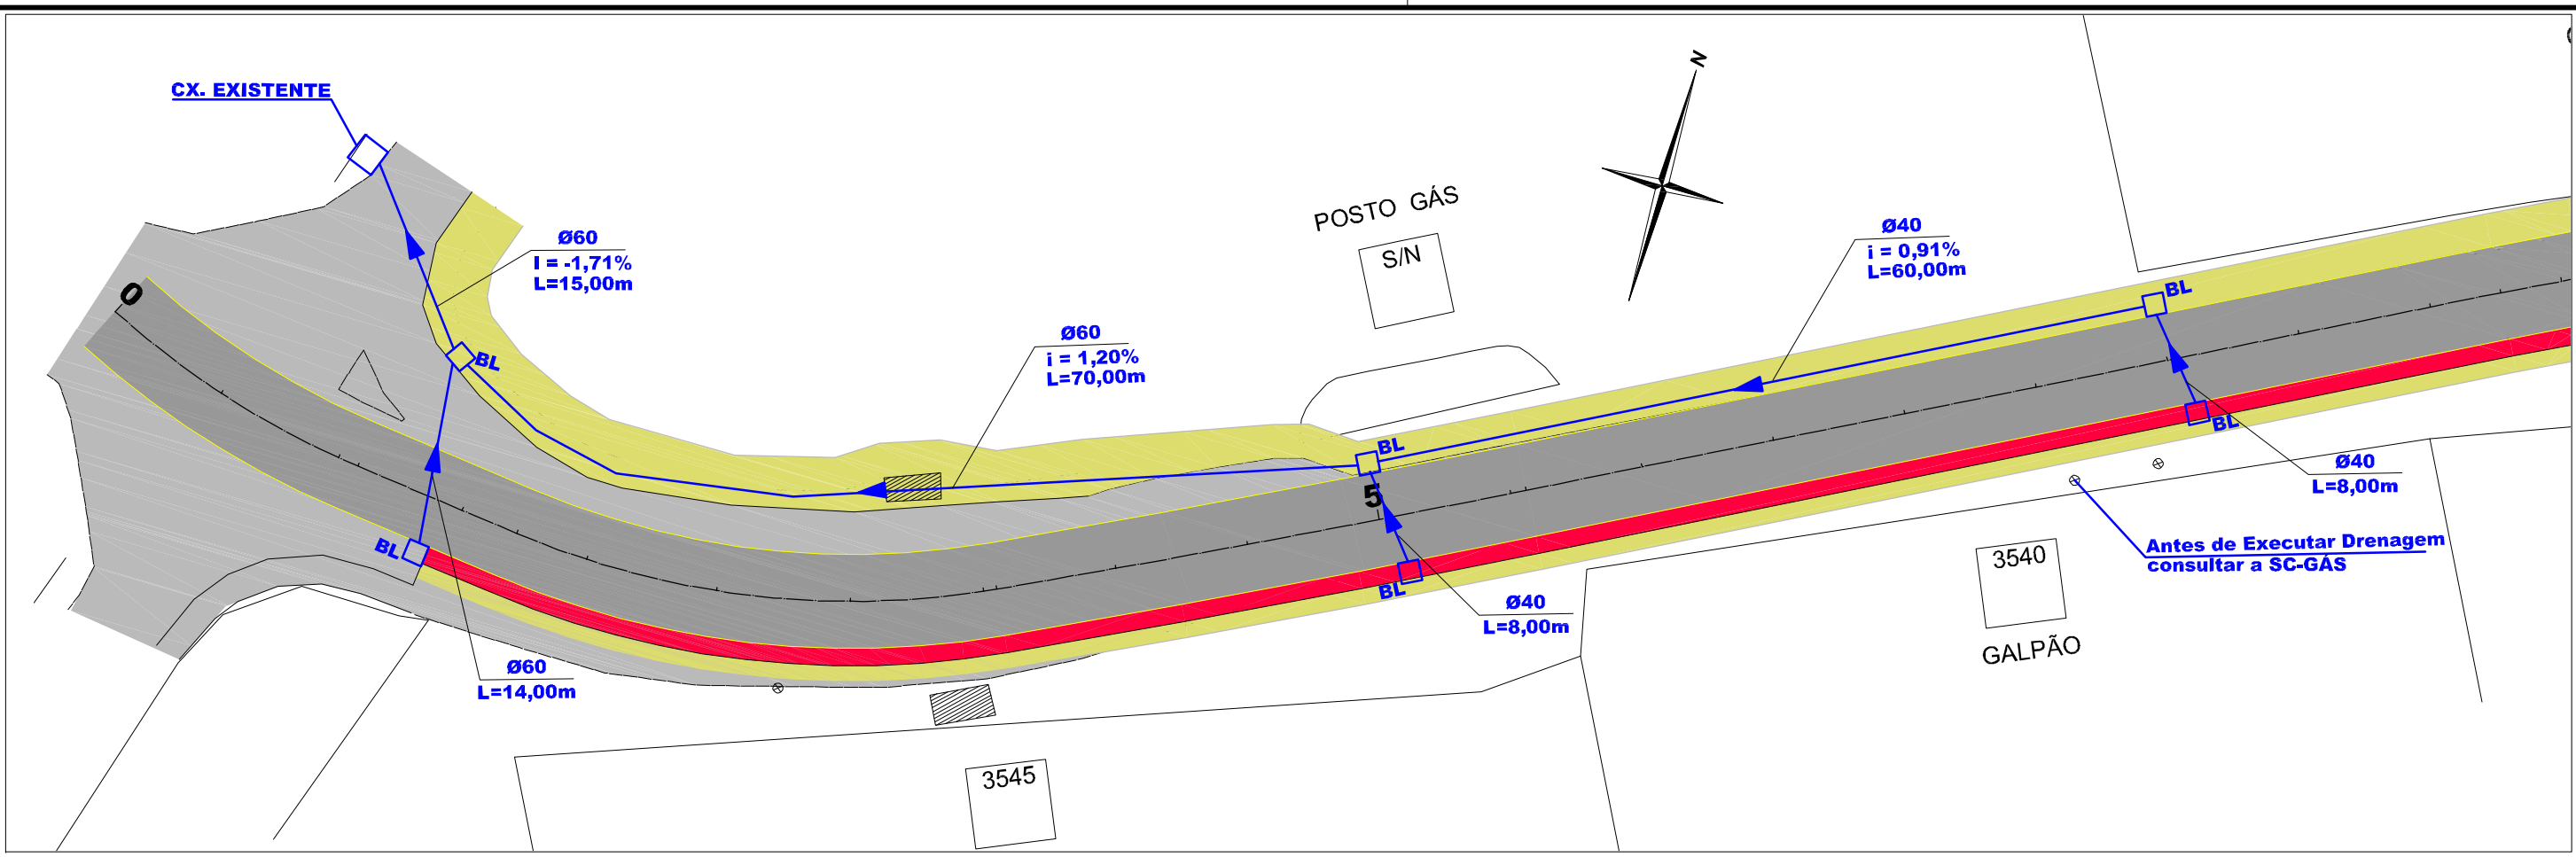 CX. EXISTENTE
Ø60
I = -1,71%
L=15,00m
0
BL
Ø60
i = 1,20%
L=70,00m
POSTO GÁS
S/N
N
Ø40
i = 0,91%
L=60,00m
BL
BL
5
BL
Ø40
L=8,00m
BL
Ø40
L=8,00m
BL
Ø60
L=14,00m
Antes de Executar Drenagem
consultar a SC-GÁS
3540
GALPÃO
3545